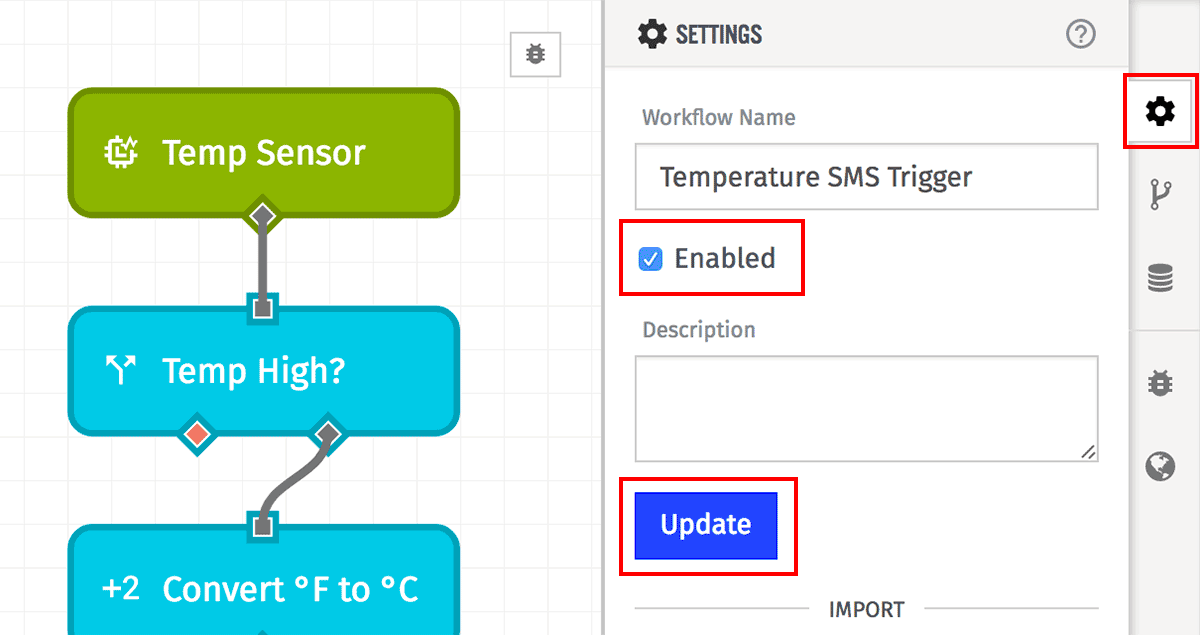 Temp Sensor
Temp High?
+2 Convert °F to °C
SETTINGS
?
Workflow Name
Temperature SMS Trigger
Enabled
Description
Update
IMPORT